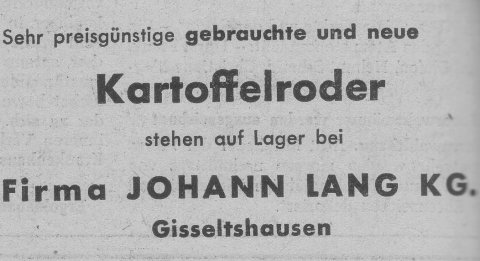 Sehr preisgünstige gebrauchte und neue
Kartoffelroder
stehen auf Lager bei
Firma JOHANN LANG KG.
Gisseltshausen